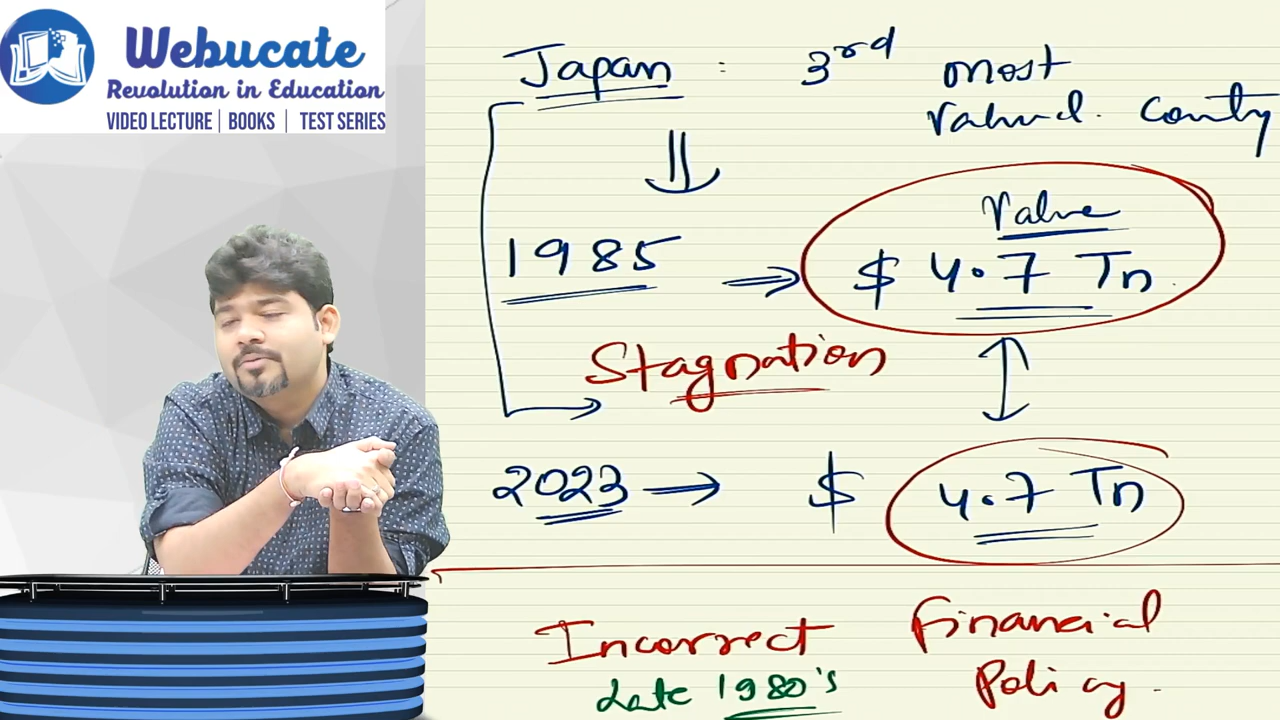 Webucate
Revolution in Education
VIDEO LECTURE | BOOKS | TEST SERIES
Japan : 3rd most
valued. county
Value
1985 → $ 4.7 Tn
Stagnation
2023 → $ 4.7 Tn
Incorrect Financial
late 1980's Policy.